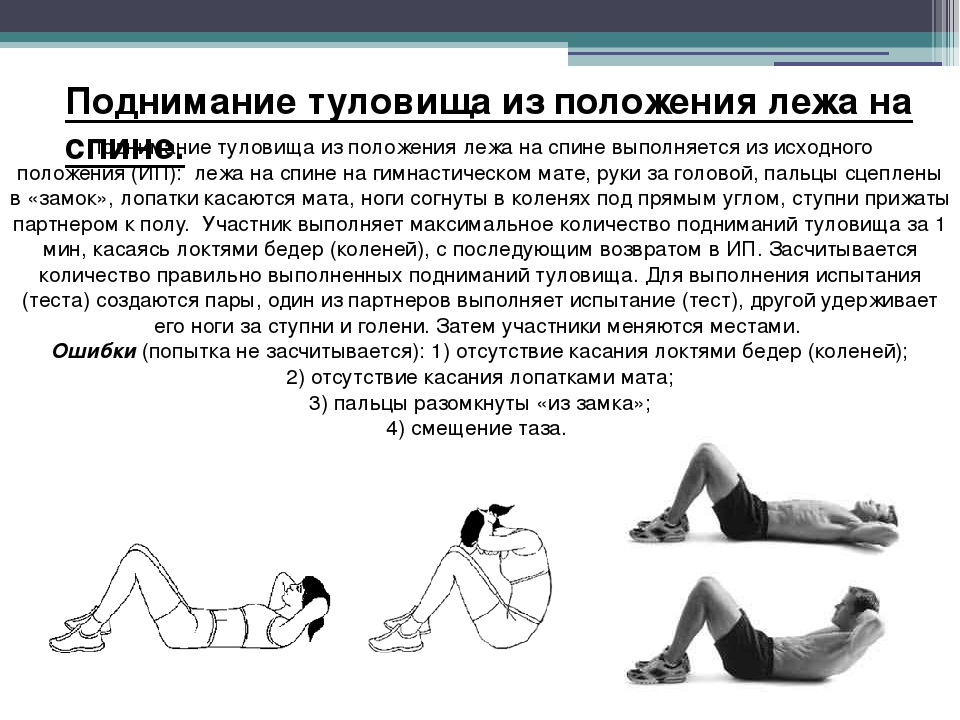 Поднимание туловища из положения лежа на
спине.
Поднимание туловища из положения лежа на спине выполняется из исходного
положения (ИП): лежа на спине на гимнастическом мате, руки за головой, пальцы сцеплены
в «замок», лопатки касаются мата, ноги согнуты в коленях под прямым углом, ступни прижаты
партнером к полу. Участник выполняет максимальное количество подниманий туловища за 1
мин, касаясь локтями бедер (коленей), с последующим возвратом в ИП. Засчитывается
количество правильно выполненных подниманий туловища. Для выполнения испытания
(теста) создаются пары, один из партнеров выполняет испытание (тест), другой удерживает
его ноги за ступни и голени. Затем участники меняются местами.
Ошибки (попытка не засчитывается): 1) отсутствие касания локтями бедер (коленей);
2) отсутствие касания лопатками мата;
3) пальцы разомкнуты «из замка»;
4) смещение таза.